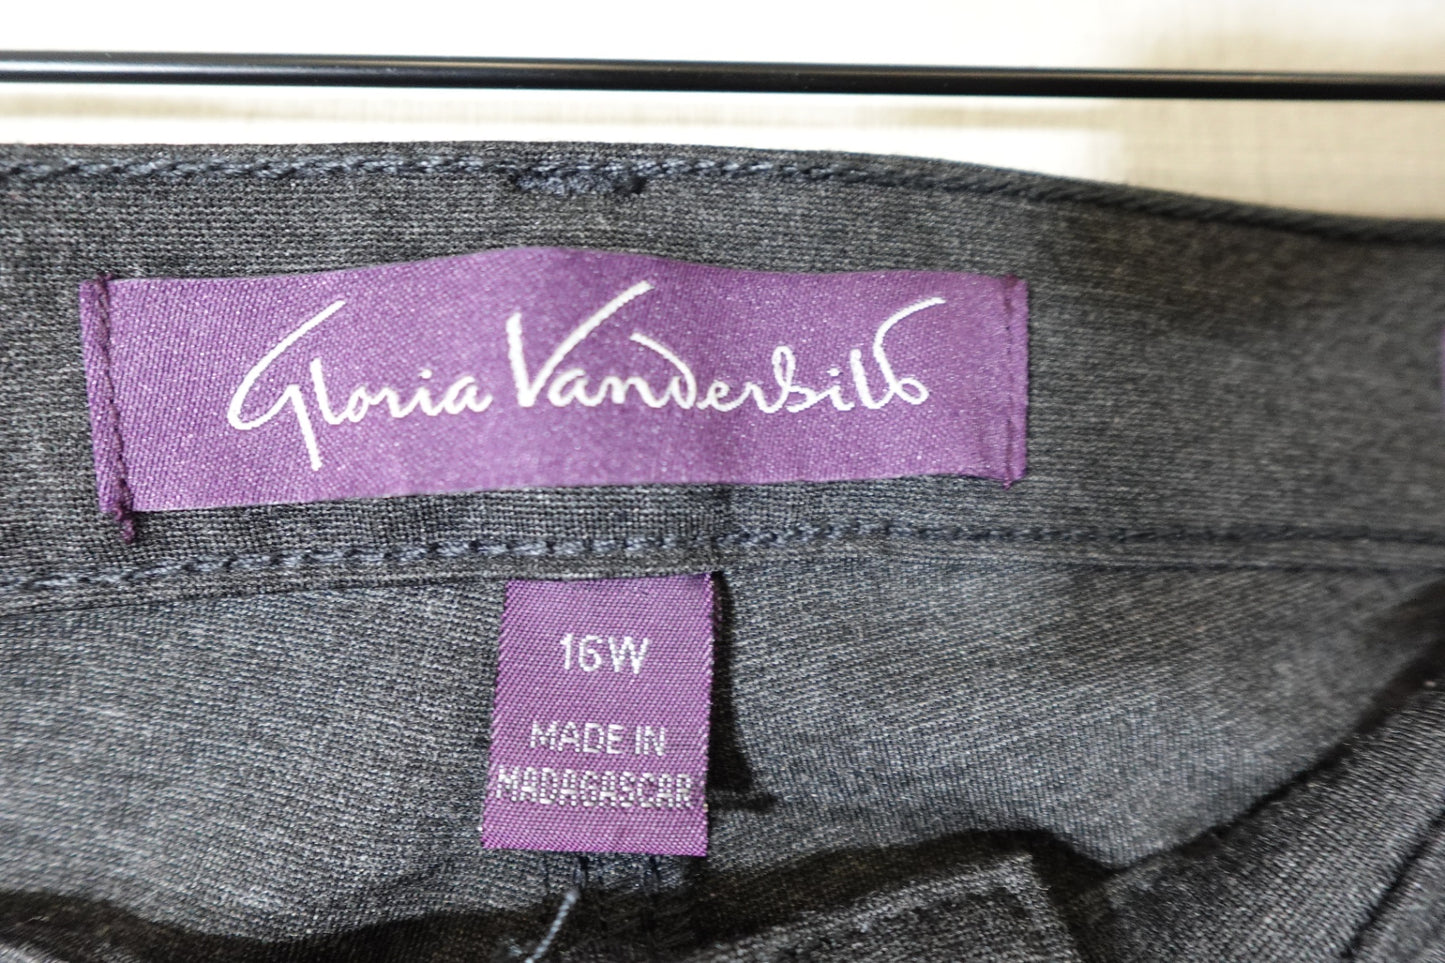 Gloria Vanderbilt
16W
MADE IN
MADAGASCAR